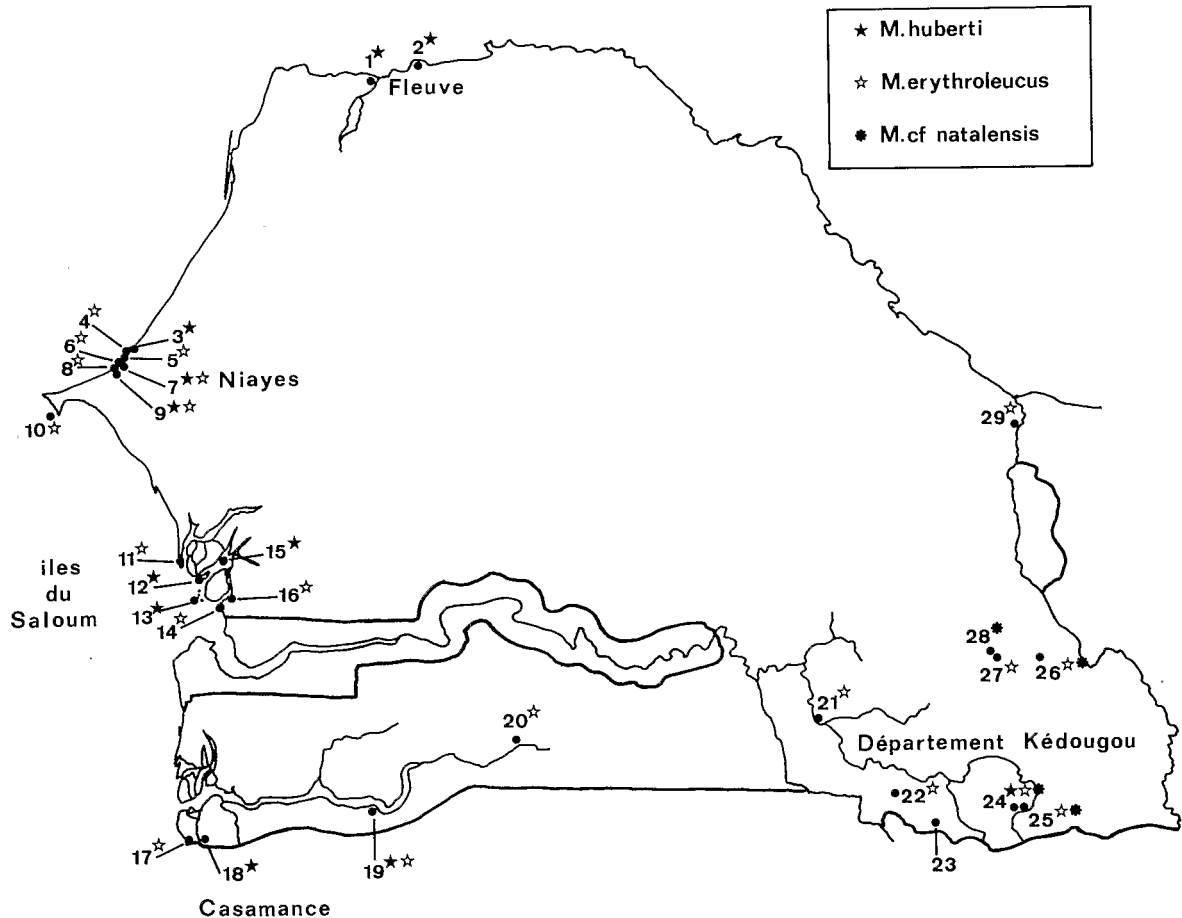 M.huberti
M.erythroleucus
M.cf natalensis
1
2
Fleuve
4
3
6
5
8
7
Niayes
9
10
29
11
15
iles
du
Saloum
12
13
16
14
28
27
26
21
20
Département Kédougou
22
24
25
17
18
19
23
Casamance